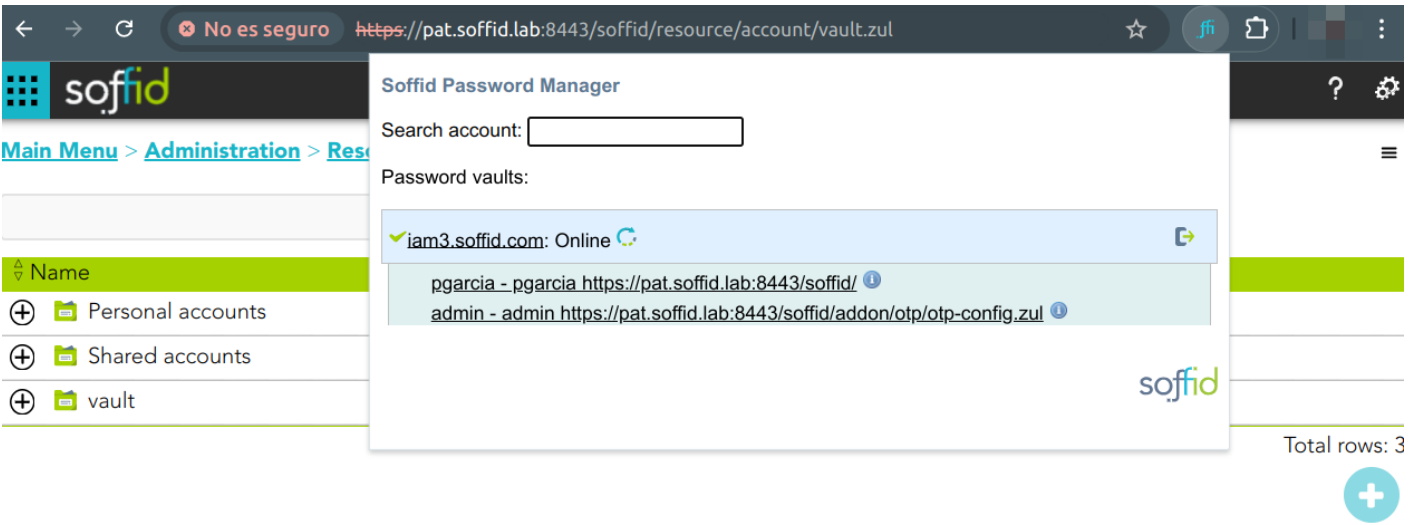 No es seguro https://pat.soffid.lab:8443/soffid/resource/account/vault.zul ffi
soffid ?
Soffid Password Manager
Search account:
Main Menu > Administration > Reso
Password vaults:
iam3.soffid.com: Online
Name
pgarcia - pgarcia https://pat.soffid.lab:8443/soffid/
admin - admin https://pat.soffid.lab:8443/soffid/addon/otp/otp-config.zul
Personal accounts
Shared accounts
vault
soffid
Total rows: 3